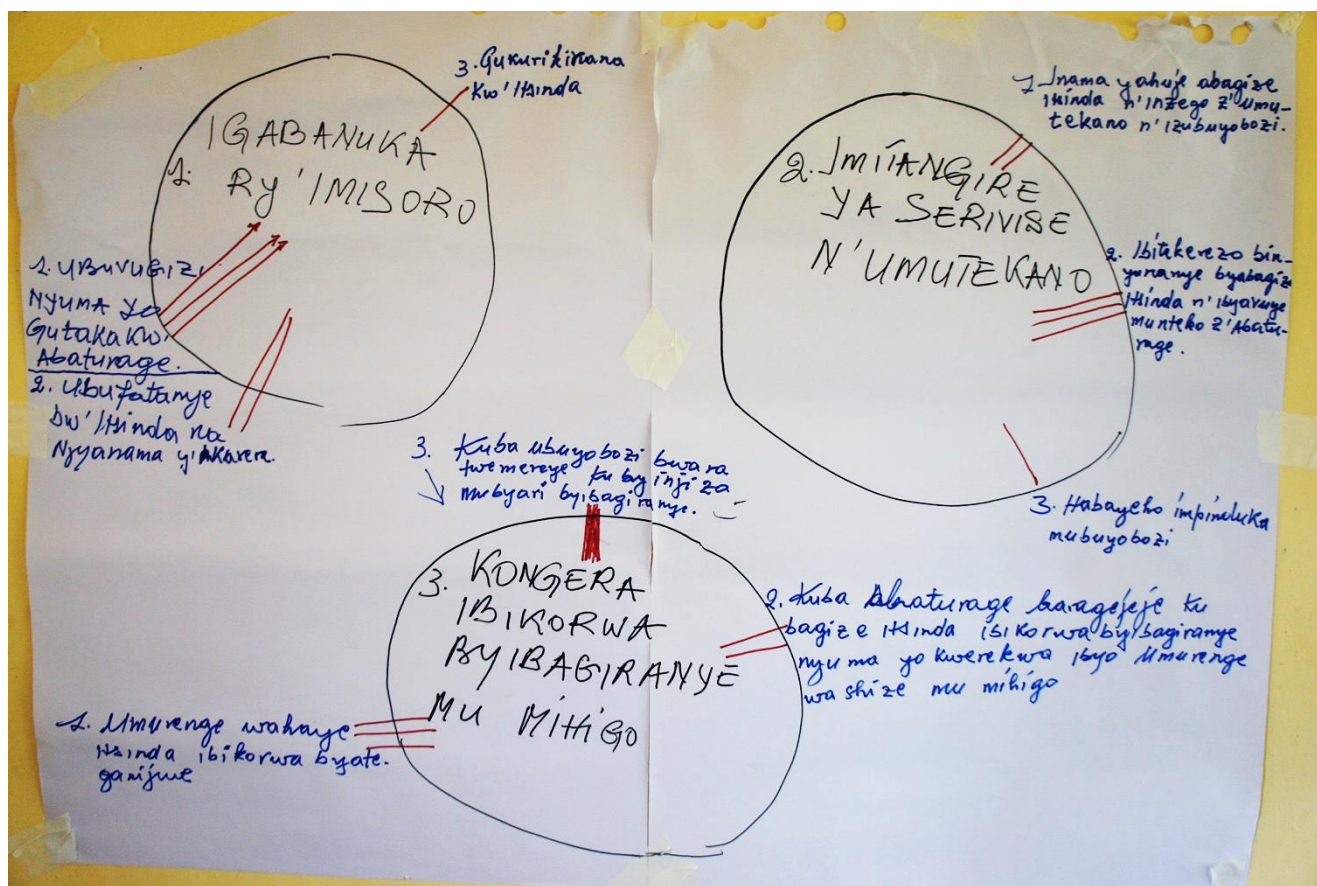 3. Gukurikirana
Kw'Itsinda
IGABANUKA
1. RY'IMISORO
1. UBUVUGIZI
NYUMA YO
Gutaka kw'
Abaturage.
2. Ubufatanye
bw'Itsinda na
Njyanama y'Akarere.
1. Inama yahuje abagize
itsinda n'inzego z'umu-
tekano n'izubuyobozi.
2. IMITANGIRE
YA SERIVISE
N'UMUTEKANO
2. Ibitekerezo bin-
yuranye byabagize
itsinda n'ibyavuye
munteko z'Abatu-
rage.
3. Habayeho impinduka
mubuyobozi
3. Kuba ubuyobozi bwara
twemereye ku byinjiza
mubyari byibagiranye.
3. KONGERA
IBIKORWA
BYIBAGIRANYE
MU MIHIGO
1. Umurenge wahaye
itsinda ibikorwa byate-
ganijwe
2. Kuba Abaturage baragejeje ku
bagize itsinda ibikorwa byibagiranye
nyuma yo kwerekwa ibyo Umurenge
washize mu mihigo